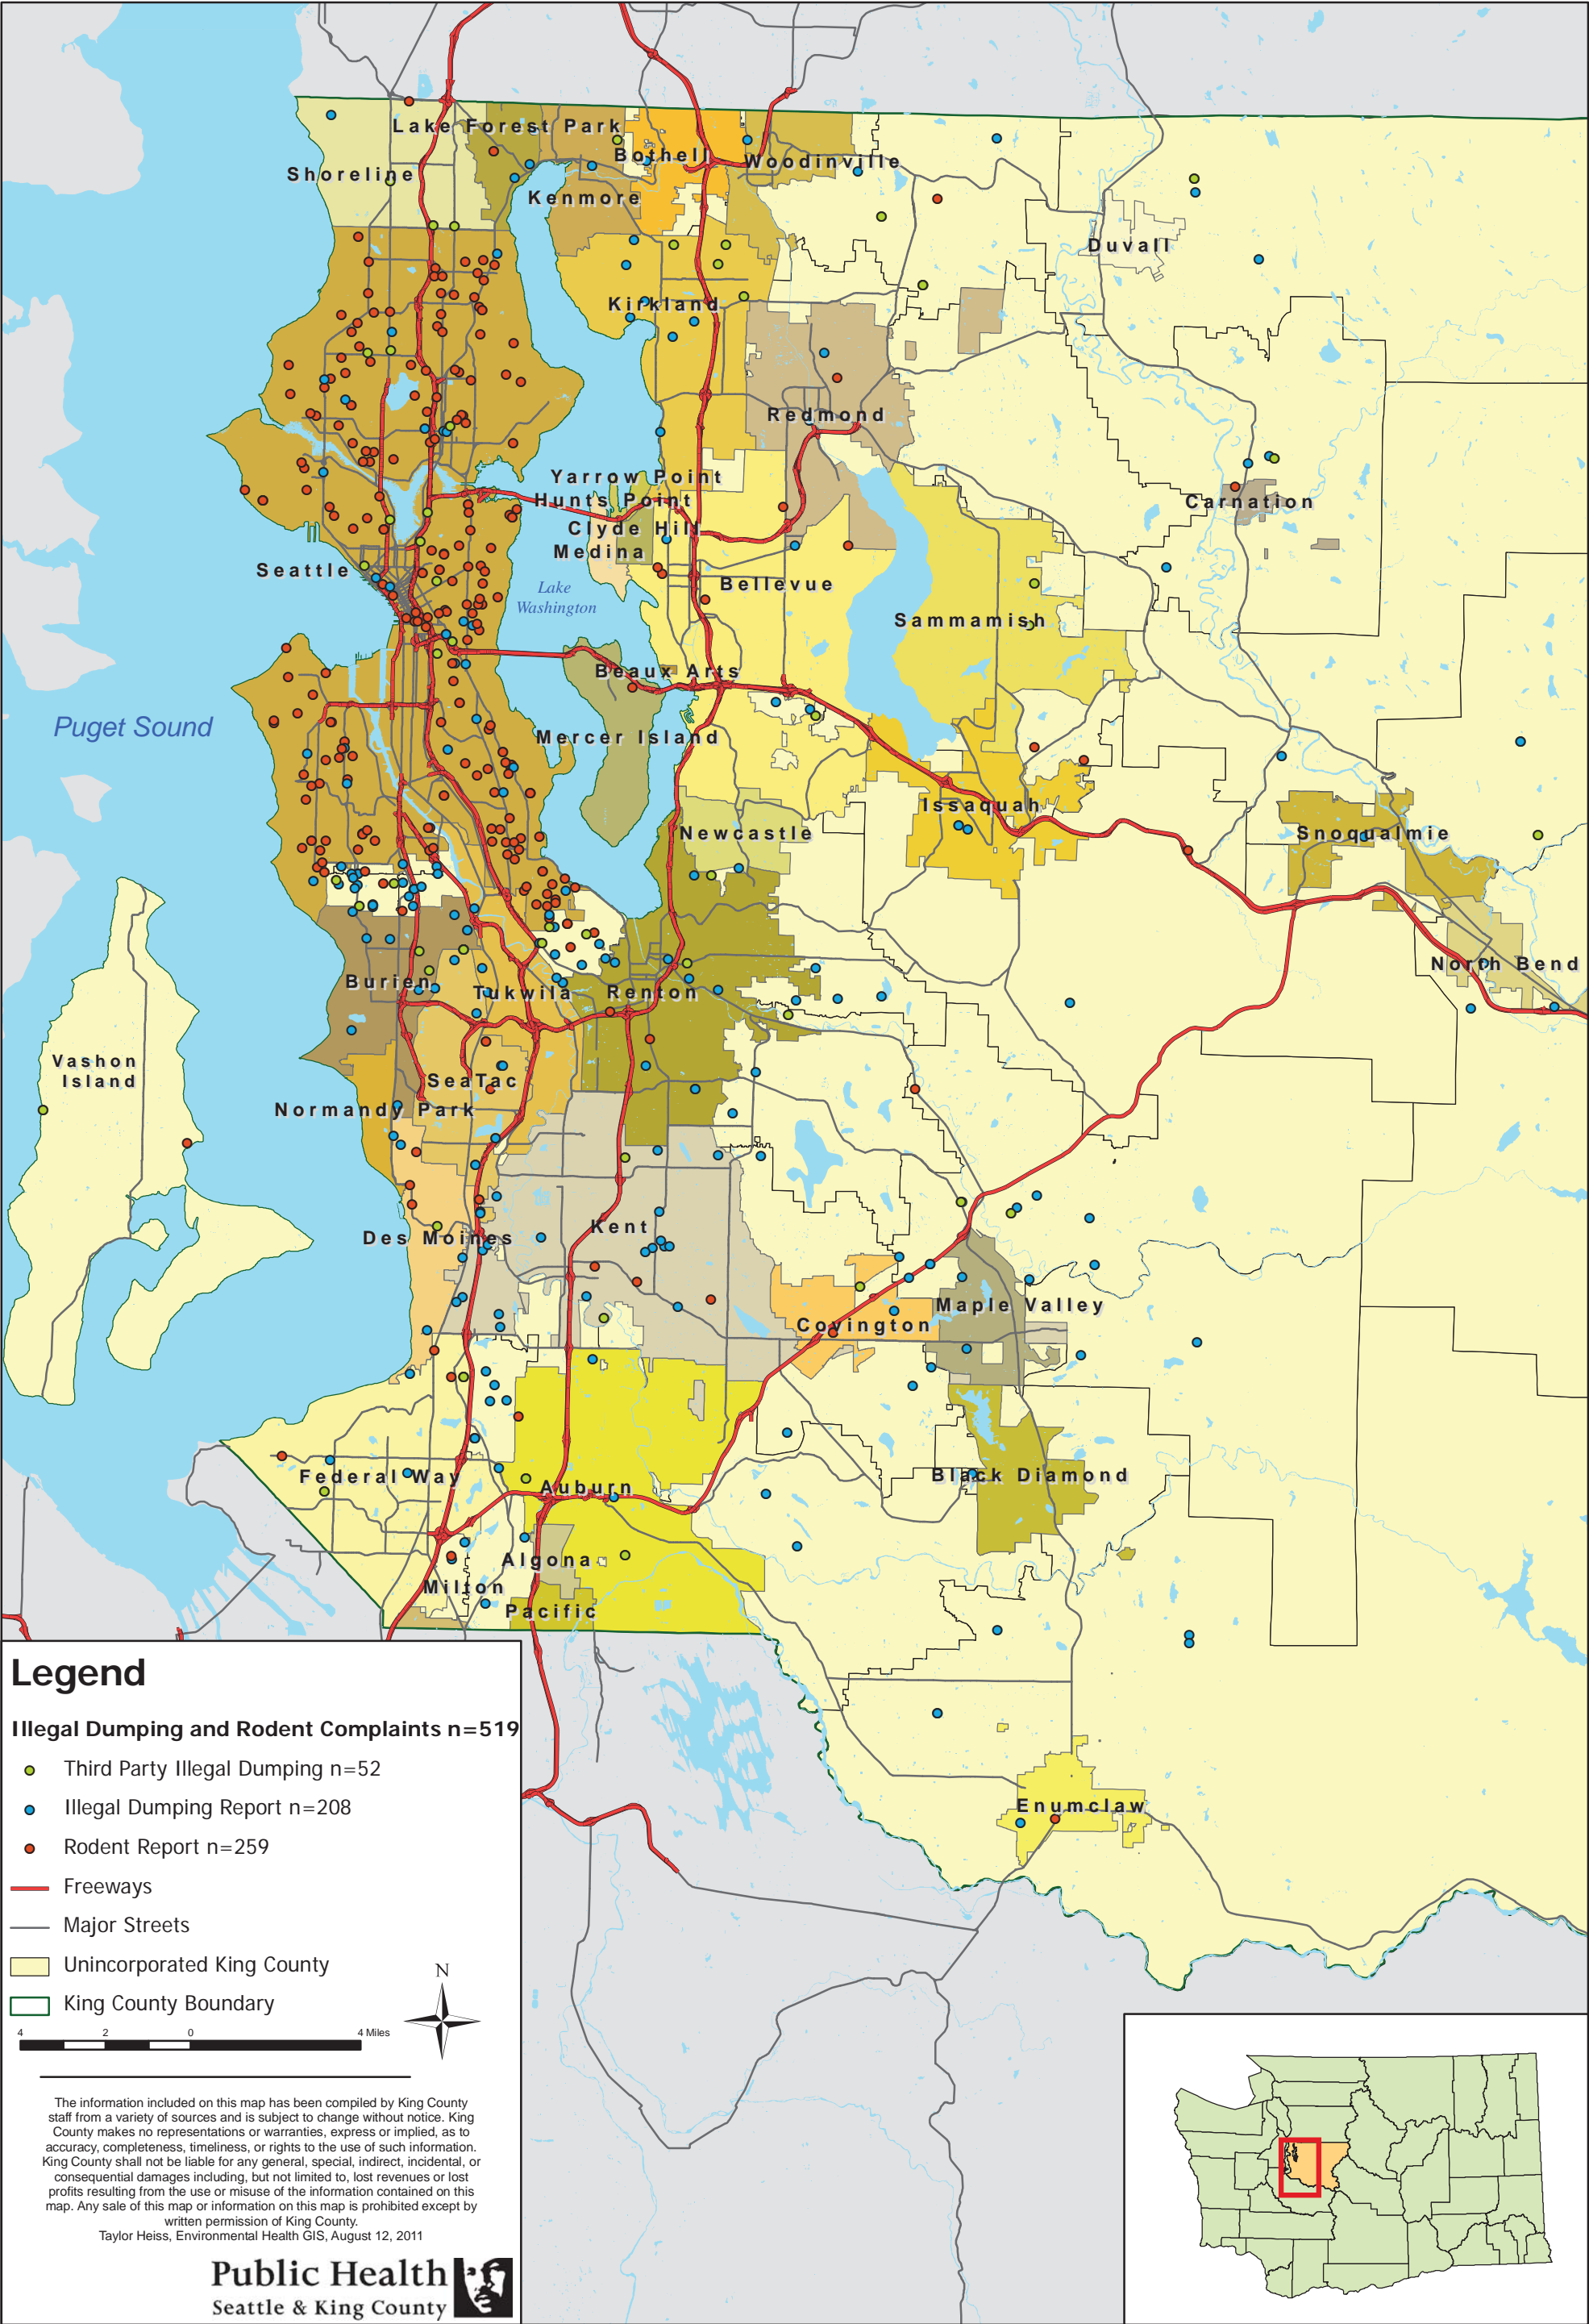 Lake Forest Park
Bothell
Woodinville
Shoreline
Kenmore
Duvall
Kirkland
Redmond
Yarrow Point
Hunts Point
Carnation
Clyde Hill
Medina
Seattle
Bellevue
Lake
Washington
Sammamish
Beaux Arts
Puget Sound
Mercer Island
Issaquah
Newcastle
Snoqualmie
North Bend
Burien
Tukwila
Renton
Vashon
Island
SeaTac
Normandy Park
Kent
Des Moines
Maple Valley
Covington
Federal Way
Black Diamond
Auburn
Algona
Milton
Pacific
Enumclaw
Legend
Illegal Dumping and Rodent Complaints n=519
Third Party Illegal Dumping n=52
Illegal Dumping Report n=208
Rodent Report n=259
Freeways
Major Streets
Unincorporated King County
King County Boundary
N
4 2 0 4 Miles
The information included on this map has been compiled by King County
staff from a variety of sources and is subject to change without notice. King
County makes no representations or warranties, express or implied, as to
accuracy, completeness, timeliness, or rights to the use of such information.
King County shall not be liable for any general, special, indirect, incidental, or
consequential damages including, but not limited to, lost revenues or lost
profits resulting from the use or misuse of the information contained on this
map. Any sale of this map or information on this map is prohibited except by
written permission of King County.
Taylor Heiss, Environmental Health GIS, August 12, 2011
Public Health
Seattle & King County